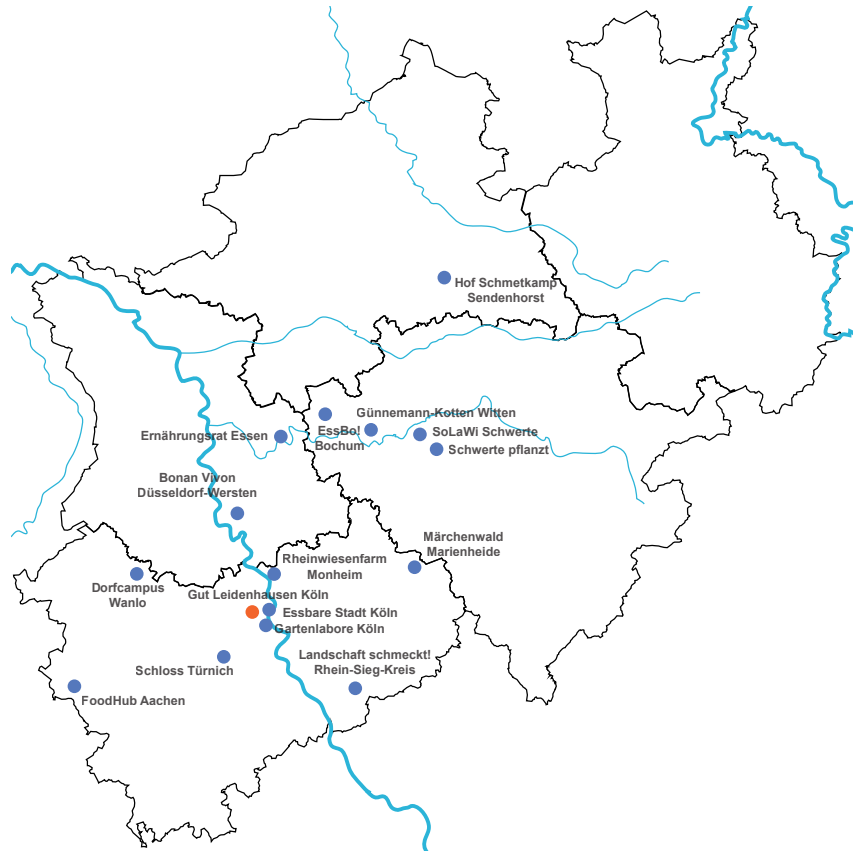 Hof Schmetkamp
Sendenhorst
Günnemann-Kotten Witten
EssBo!
Bochum
SoLaWi Schwerte
Ernährungsrat Essen
Schwerte pflanzt
Bonan Vivon
Düsseldorf-Wersten
Märchenwald
Marienheide
Rheinwiesenfarm
Monheim
Dorfcampus
Wanlo
Gut Leidenhausen Köln
Essbare Stadt Köln
Gartenlabore Köln
Landschaft schmeckt!
Rhein-Sieg-Kreis
Schloss Türnich
FoodHub Aachen